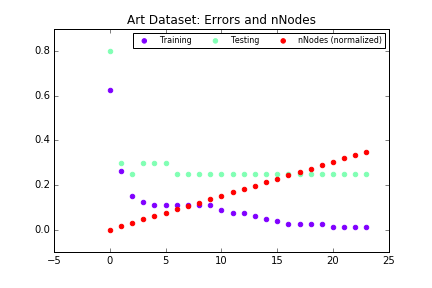 Art Dataset: Errors and nNodes
Training Testing nNodes (normalized)
0.8
0.6
0.4
0.2
0.0
−5 0 5 10 15 20 25